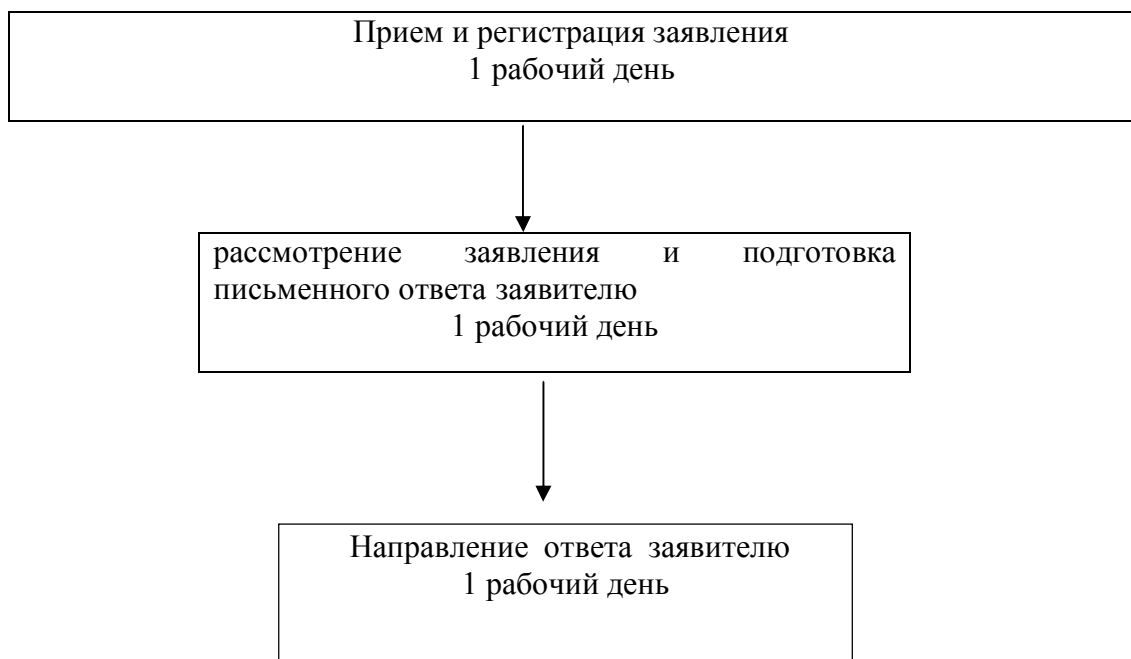 Прием и регистрация заявления
1 рабочий день
рассмотрение заявления и подготовка
письменного ответа заявителю
1 рабочий день
Направление ответа заявителю
1 рабочий день